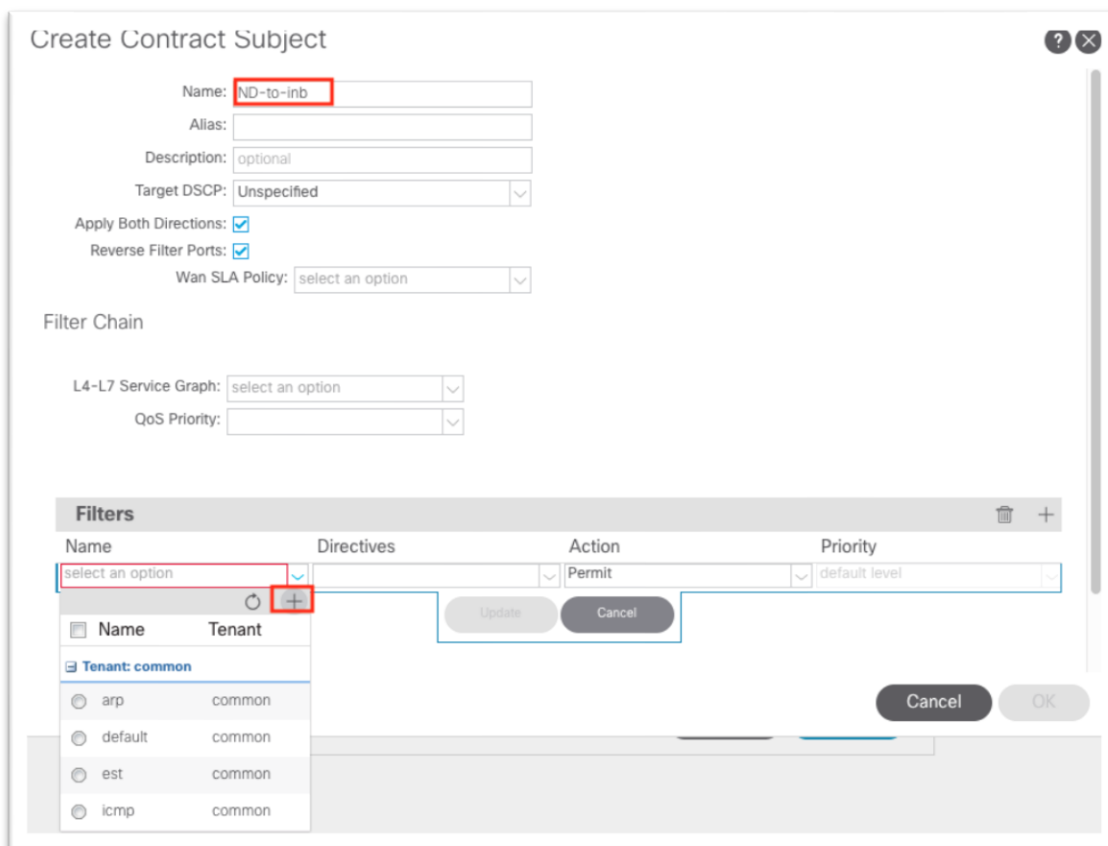 Create Contract Subject
Name: ND-to-inb
Alias:
Description: optional
Target DSCP: Unspecified
Apply Both Directions:
Reverse Filter Ports:
Wan SLA Policy: select an option
Filter Chain
L4-L7 Service Graph: select an option
QoS Priority:
Filters
Name Directives Action Priority
select an option Permit default level
Update Cancel
Name Tenant
Tenant: common
arp common
Cancel OK
default common
est common
icmp common